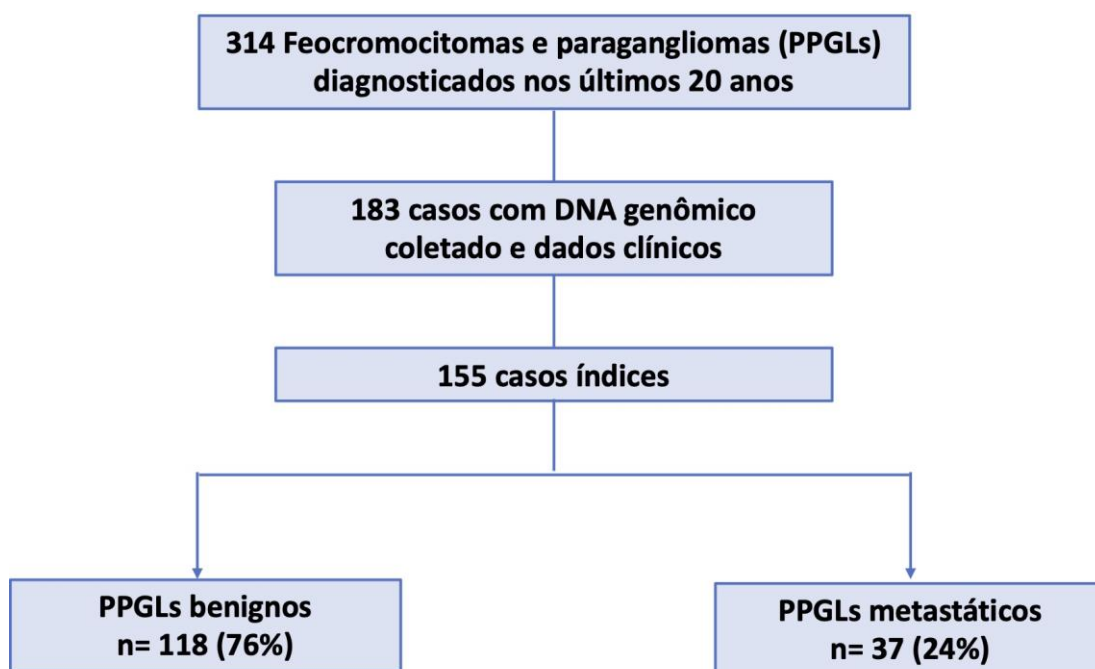 314 Feocromocitomas e paragangliomas (PPGLs)
diagnosticados nos últimos 20 anos
183 casos com DNA genômico
coletado e dados clínicos
155 casos índices
PPGLs benignos
n= 118 (76%)
PPGLs metastáticos
n= 37 (24%)